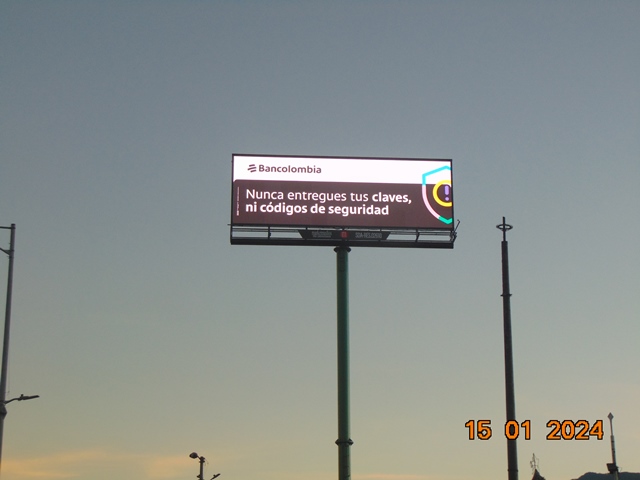 Bancolombia
Nunca entregues tus claves,
ni códigos de seguridad
15 01 2024